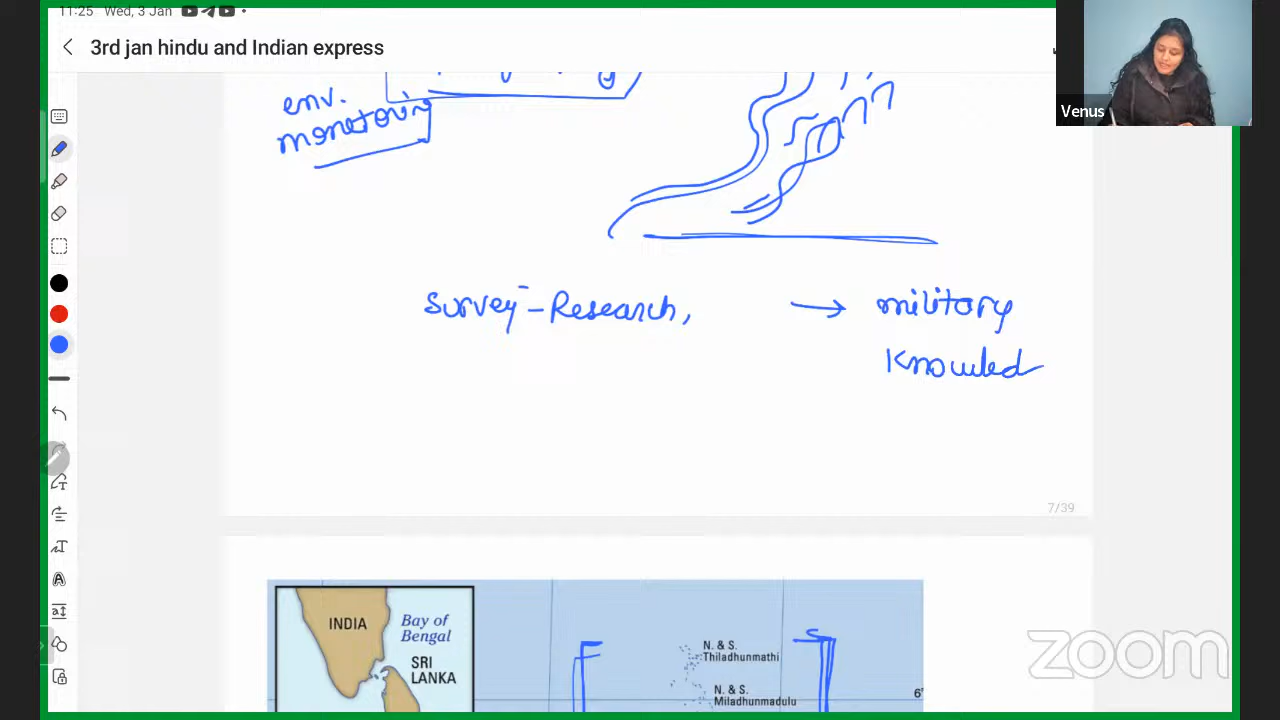 11:25 Wed, 3 Jan
3rd jan hindu and Indian express
Venus
env.
monetoring
survey - Research, → military
Knowled
7/39
INDIA
Bay of
Bengal
SRI
LANKA
N. & S.
Thiladhunmathi
N. & S.
Miladhunmadulu
6°
zoom